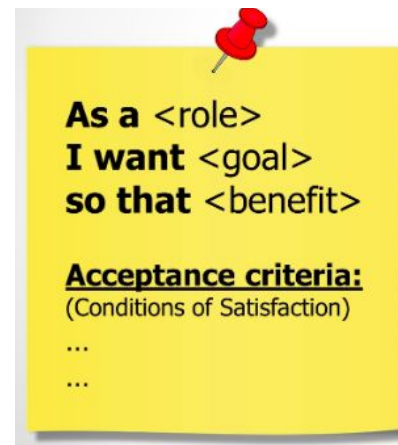 As a <role>
I want <goal>
so that <benefit>
Acceptance criteria:
(Conditions of Satisfaction)
...
...